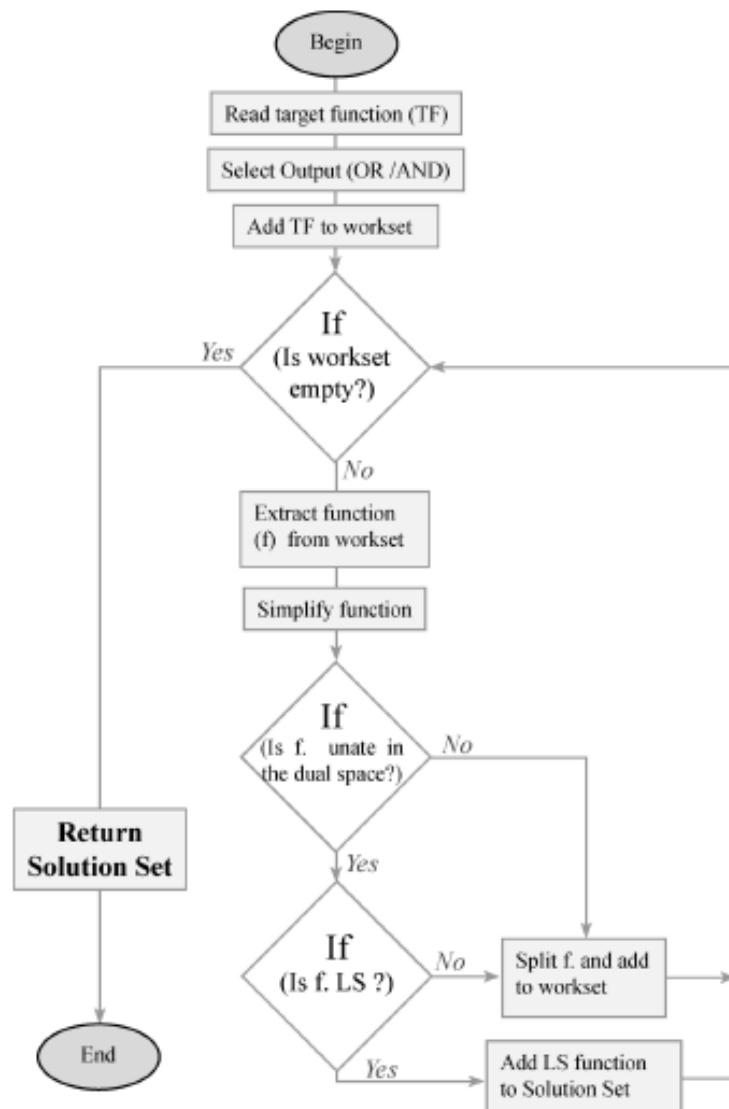 Begin
Read target function (TF)
Select Output (OR /AND)
Add TF to workset
If
(Is workset
empty?)
Yes
No
Extract function
(f) from workset
Simplify function
If
(Is f. unate in
the dual space?)
No
Yes
Return
Solution Set
If
(Is f. LS ?)
No
Split f. and add
to workset
Yes
Add LS function
to Solution Set
End